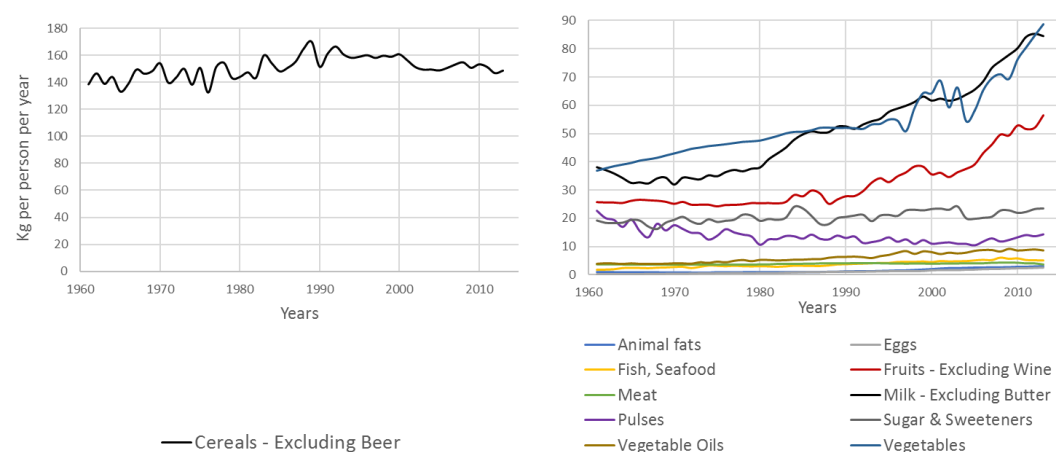 Kg per person per year
180
160
140
120
100
80
60
40
20
0
1960
1970
1980
1990
2000
2010
Years
Cereals - Excluding Beer
90
80
70
60
50
40
30
20
10
0
1960
1970
1980
1990
2000
2010
Years
Animal fats
Eggs
Fish, Seafood
Fruits - Excluding Wine
Meat
Milk - Excluding Butter
Pulses
Sugar & Sweeteners
Vegetable Oils
Vegetables